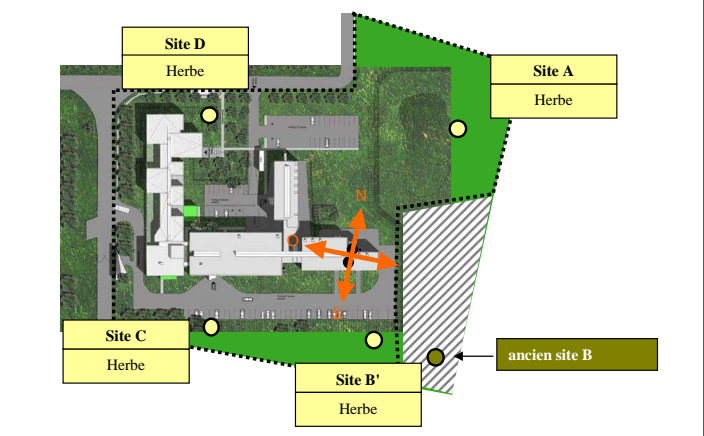 Site D
Herbe
Site A
Herbe
N
O
S
Site C
Herbe
Site B'
Herbe
ancien site B